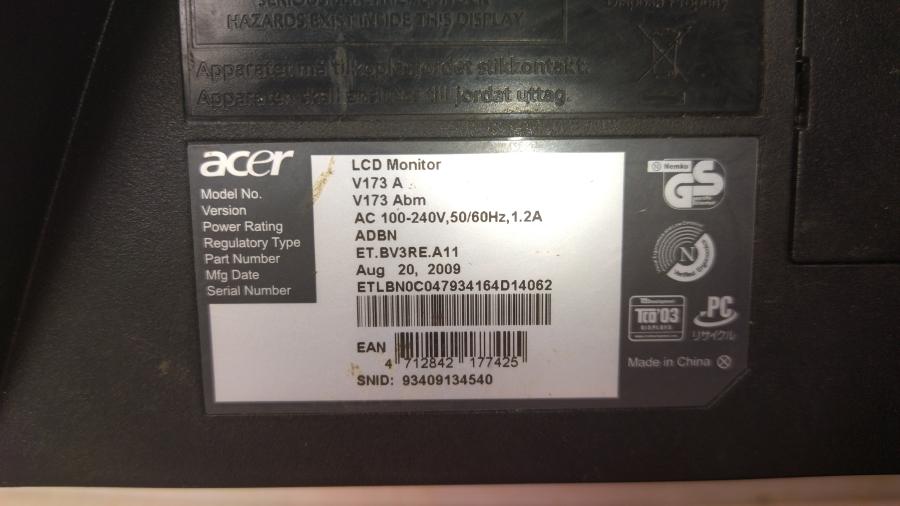 HAZARDS EXIST INSIDE THIS DISPLAY
Apparatet må tilkoples jordet stikkontakt.
Apparaten skall anslutas till jordat uttag.
acer
LCD Monitor
Model No. V173 A
Version V173 Abm
Power Rating AC 100-240V,50/60Hz,1.2A
Regulatory Type ADBN
Part Number ET.BV3RE.A11
Mfg Date Aug 20, 2009
Serial Number ETLBN0C047934164D14062
EAN
4 712842 177425
SNID: 93409134540
Nemko
GS
N
TCO'03
DISPLAYS
PC
リサイクル
Made in China